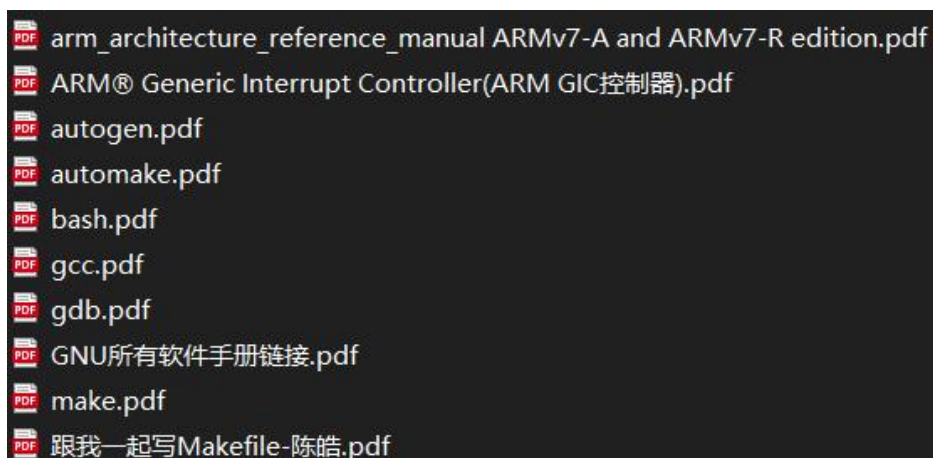 arm_architecture_reference_manual ARMv7-A and ARMv7-R edition.pdf
ARM® Generic Interrupt Controller(ARM GIC控制器).pdf
autogen.pdf
automake.pdf
bash.pdf
gcc.pdf
gdb.pdf
GNU所有软件手册链接.pdf
make.pdf
跟我一起写Makefile-陈皓.pdf